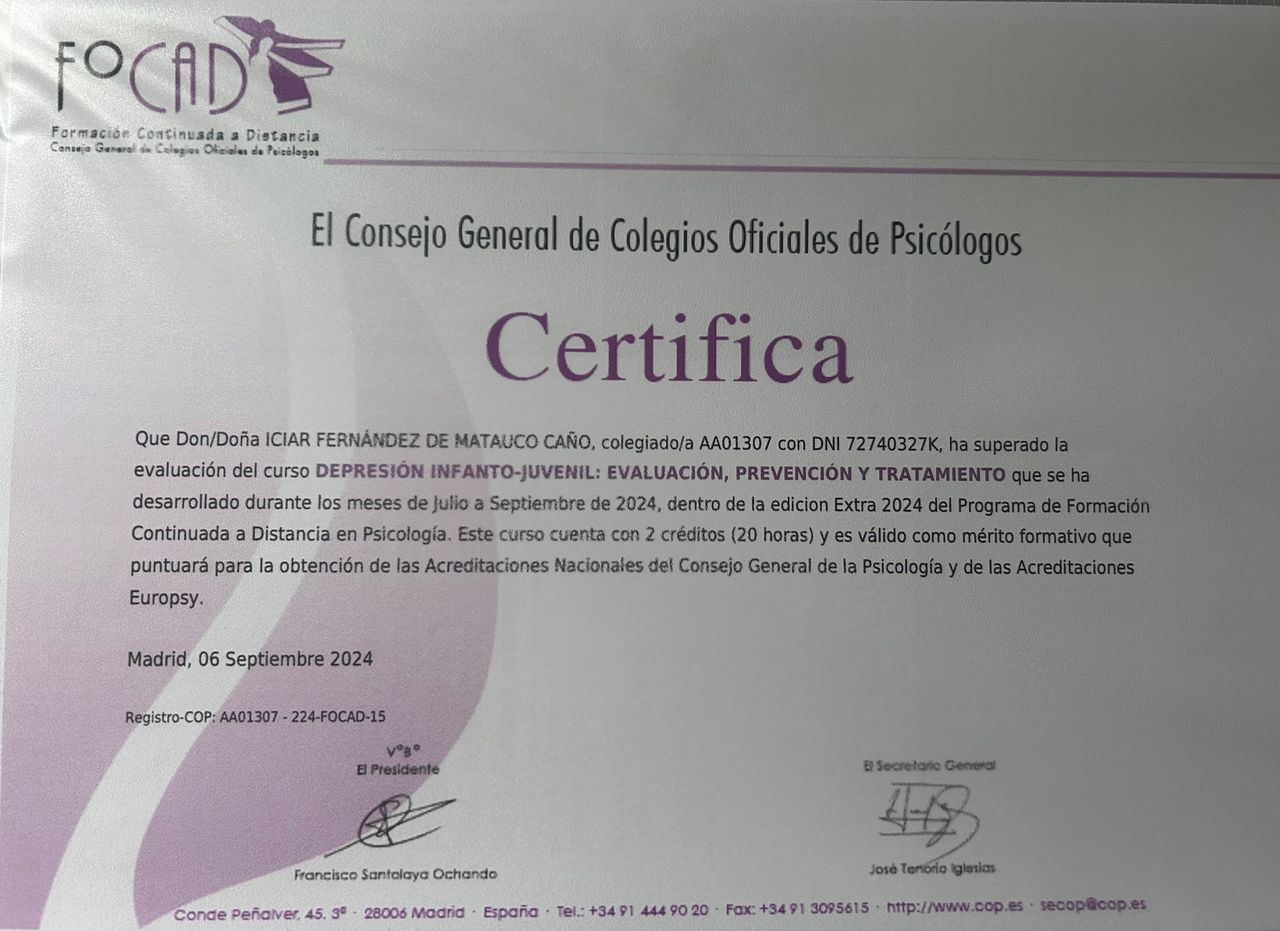 FOCAD
Formación Continuada a Distancia
Consejo General de Colegios Oficiales de Psicólogos
El Consejo General de Colegios Oficiales de Psicólogos
Certifica
Que Don/Doña ICIAR FERNÁNDEZ DE MATAUCO CAÑO, colegiado/a AA01307 con DNI 72740327K, ha superado la
evaluación del curso DEPRESIÓN INFANTO-JUVENIL: EVALUACIÓN, PREVENCIÓN Y TRATAMIENTO que se ha
desarrollado durante los meses de Julio a Septiembre de 2024, dentro de la edicion Extra 2024 del Programa de Formación
Continuada a Distancia en Psicología. Este curso cuenta con 2 créditos (20 horas) y es válido como mérito formativo que
puntuará para la obtención de las Acreditaciones Nacionales del Consejo General de la Psicología y de las Acreditaciones
Europsy.
Madrid, 06 Septiembre 2024
Registro-COP: AA01307 - 224-FOCAD-15
VºBº
El Presidente
El Secretario General
Francisco Santolaya Ochando
José Tenorio Iglesias
Conde Peñalver, 45. 3º · 28006 Madrid · España · Tel.: +34 91 444 90 20 · Fax: +34 91 3095615 · http://www.cop.es · secop@cop.es